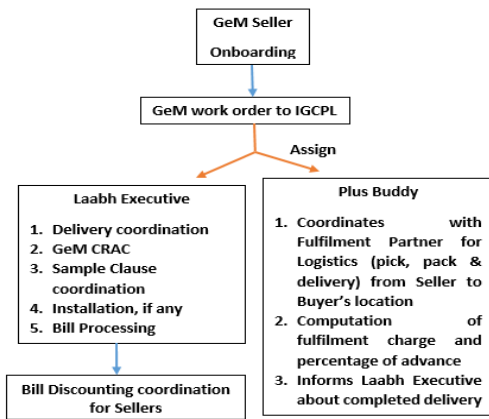 GeM Seller
Onboarding
GeM work order to IGCPL
Assign
Laabh Executive
1. Delivery coordination
2. GeM CRAC
3. Sample Clause
coordination
4. Installation, if any
5. Bill Processing
Plus Buddy
1. Coordinates with
Fulfilment Partner for
Logistics (pick, pack &
delivery) from Seller to
Buyer's location
2. Computation of
fulfilment charge and
percentage of advance
3. Informs Laabh Executive
about completed delivery
Bill Discounting coordination
for Sellers